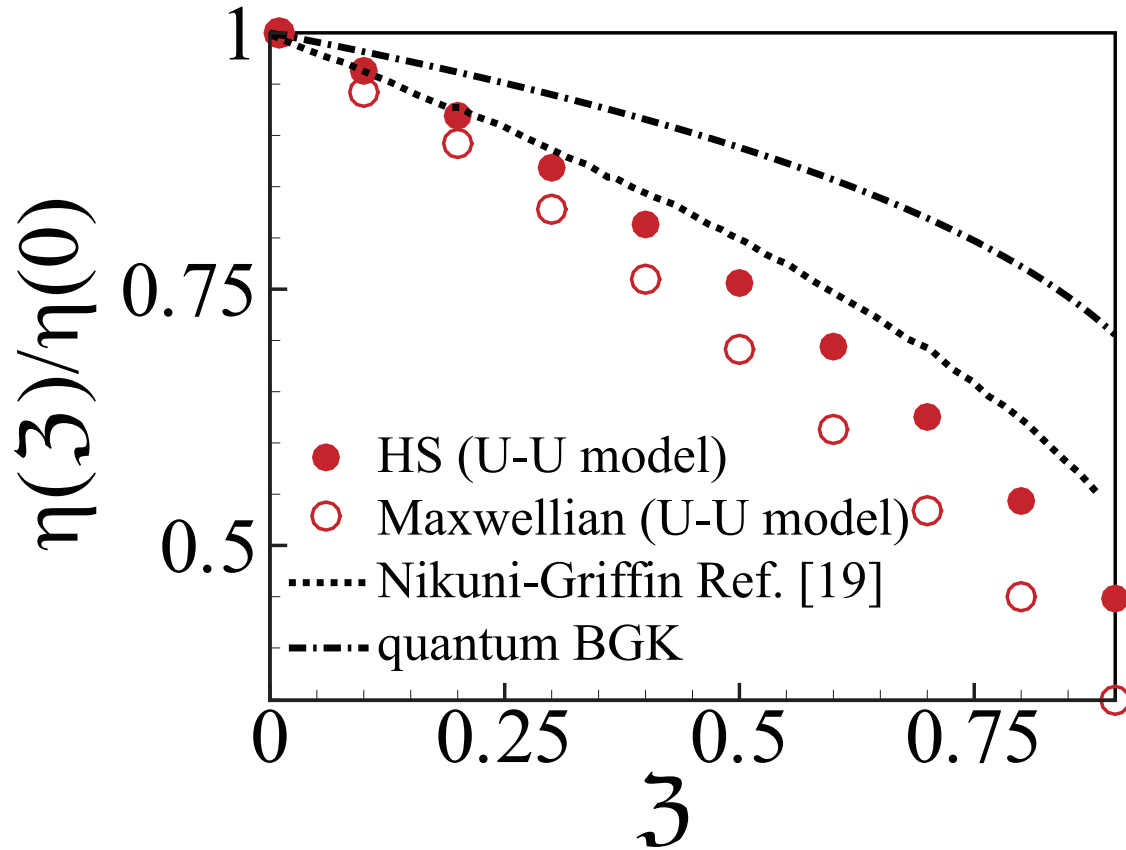 1
0.75
0.5
η(ℨ)/η(0)
HS (U-U model)
Maxwellian (U-U model)
Nikuni-Griffin Ref. [19]
quantum BGK
0 0.25 0.5 0.75
ℨ